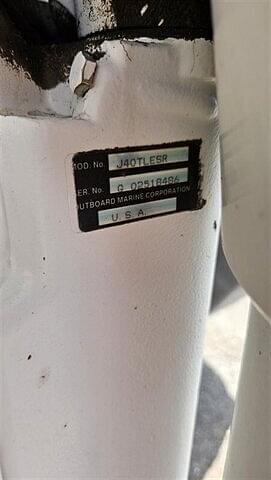 MOD. No. J40TLESR
SER. No. G 02518486
OUTBOARD MARINE CORPORATION
U. S. A.